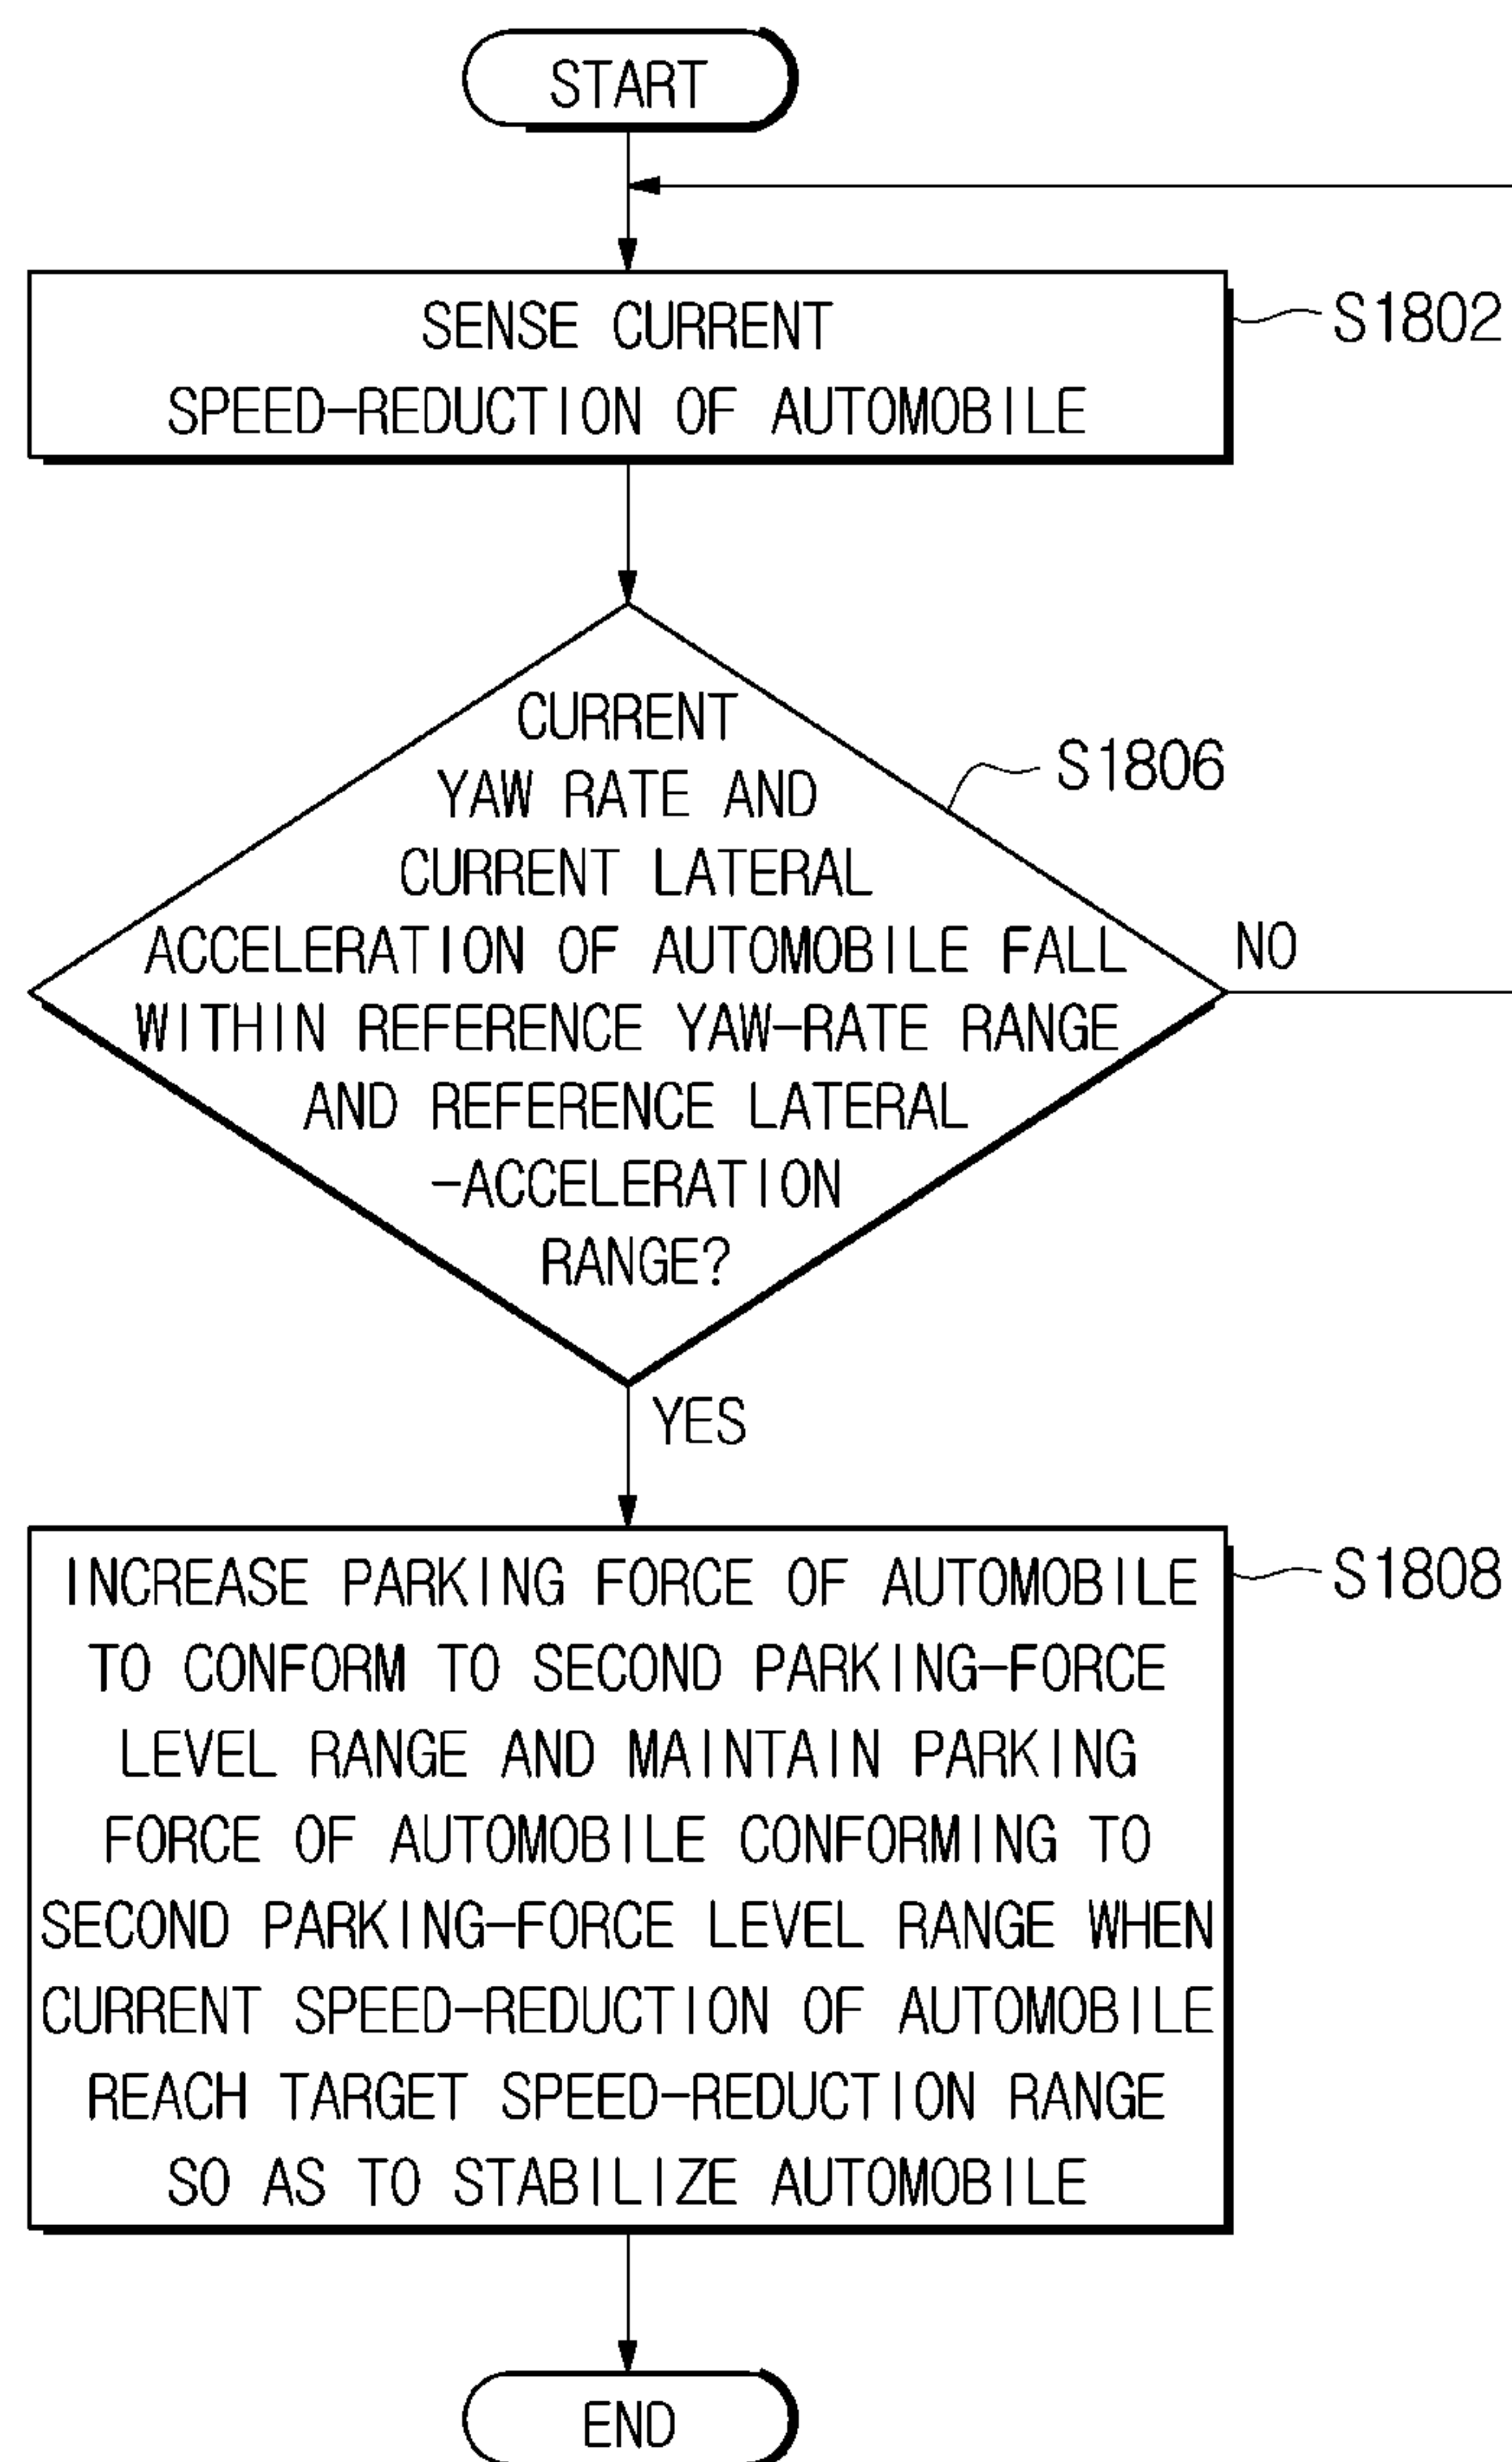 START
SENSE CURRENT
SPEED-REDUCTION OF AUTOMOBILE
S1802
CURRENT
YAW RATE AND
S1806
CURRENT LATERAL
ACCELERATION OF AUTOMOBILE FALL
NO
WITHIN REFERENCE YAW-RATE RANGE
AND REFERENCE LATERAL
-ACCELERATION
RANGE?
YES
INCREASE PARKING FORCE OF AUTOMOBILE
S1808
TO CONFORM TO SECOND PARKING-FORCE
LEVEL RANGE AND MAINTAIN PARKING
FORCE OF AUTOMOBILE CONFORMING TO
SECOND PARKING-FORCE LEVEL RANGE WHEN
CURRENT SPEED-REDUCTION OF AUTOMOBILE
REACH TARGET SPEED-REDUCTION RANGE
SO AS TO STABILIZE AUTOMOBILE
END